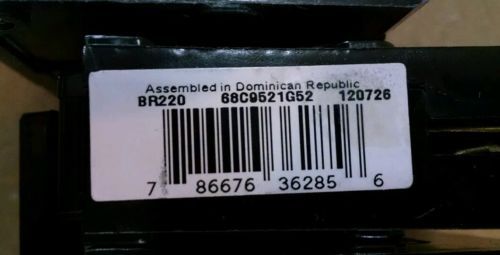 Assembled in Dominican Republic
BR220 68C9521G52 120726
7 86676 36285 6